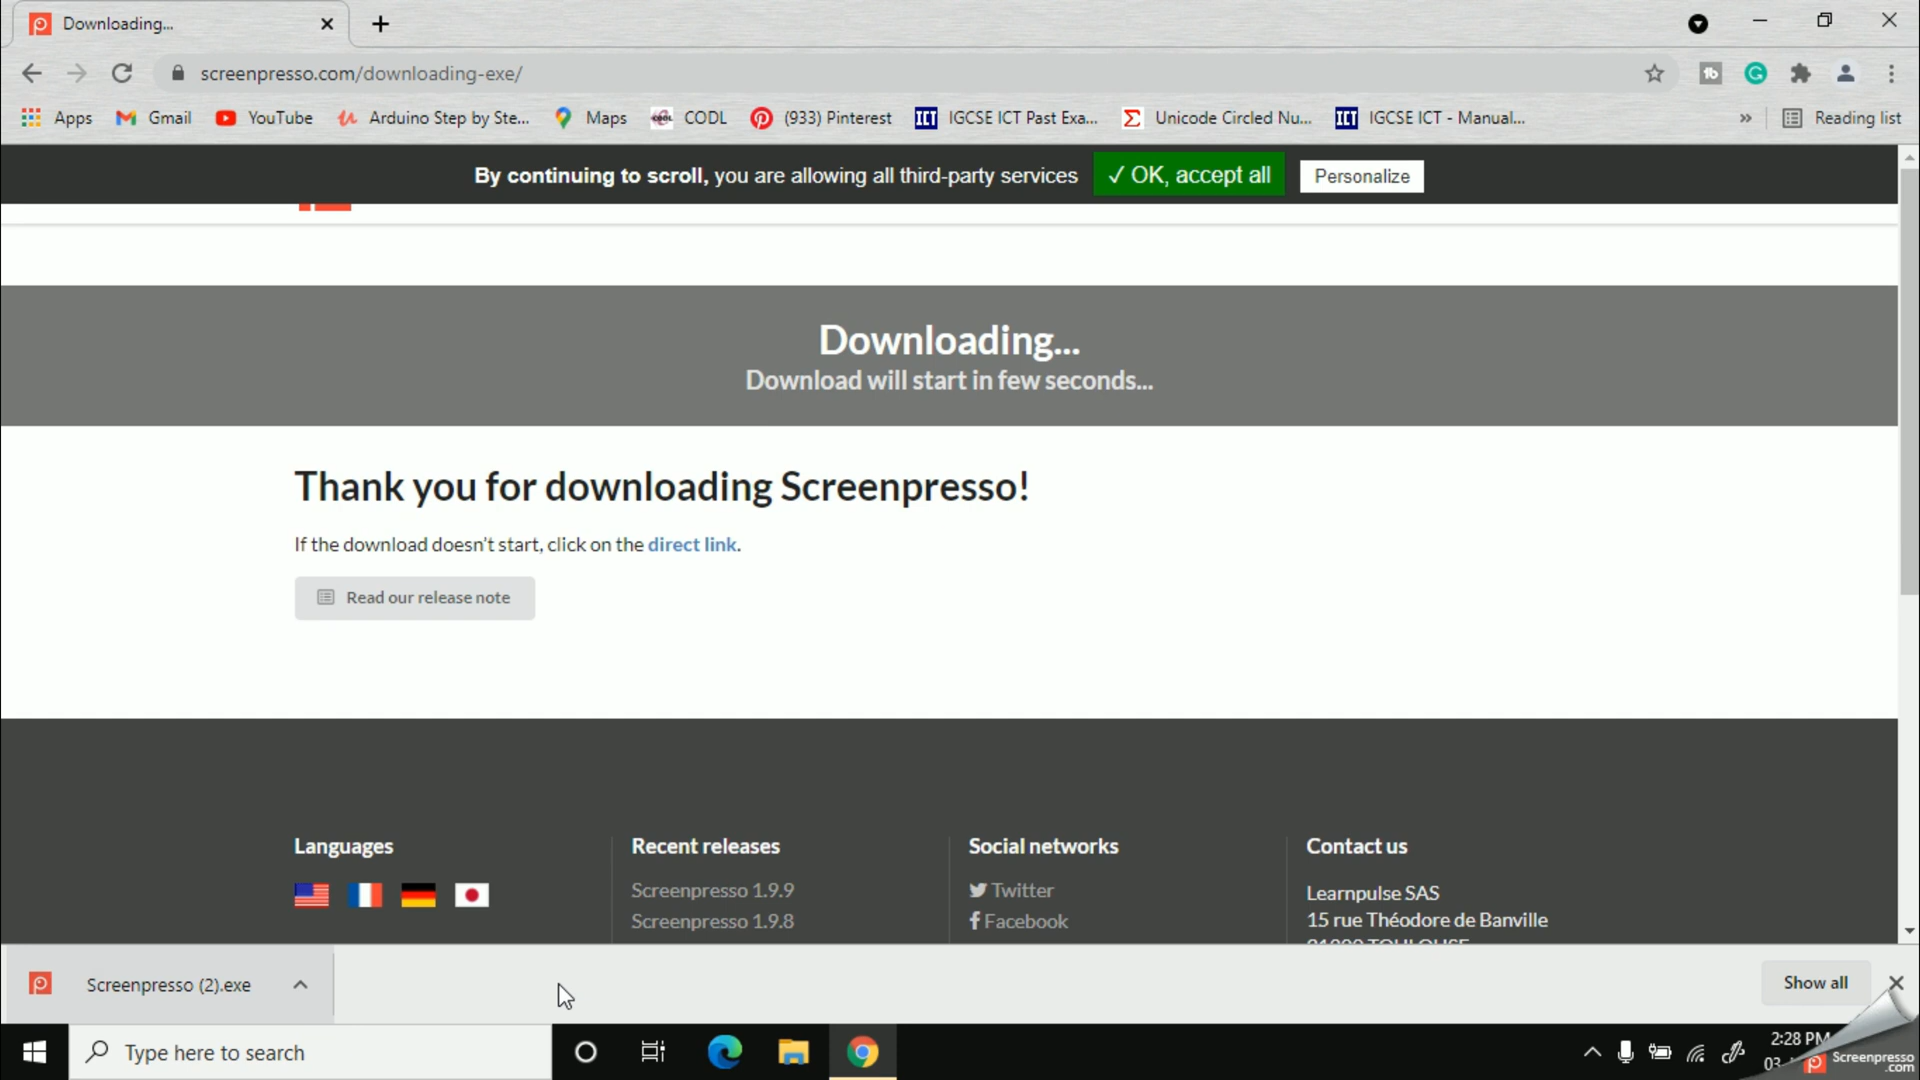 Downloading...
screenpresso.com/downloading-exe/
Apps
Gmail
YouTube
Arduino Step by Ste...
Maps
CODL
(933) Pinterest
IGCSE ICT Past Exa...
Unicode Circled Nu...
IGCSE ICT - Manual...
»
Reading list
By continuing to scroll, you are allowing all third-party services
✓ OK, accept all
Personalize
Downloading...
Download will start in few seconds...
Thank you for downloading Screenpresso!
If the download doesn't start, click on the direct link.
Read our release note
Languages
Recent releases
Screenpresso 1.9.9
Screenpresso 1.9.8
Social networks
Twitter
Facebook
Contact us
Learnpulse SAS
15 rue Théodore de Banville
Screenpresso (2).exe
Show all
Type here to search
2:28 PM
03
Screenpresso
.com